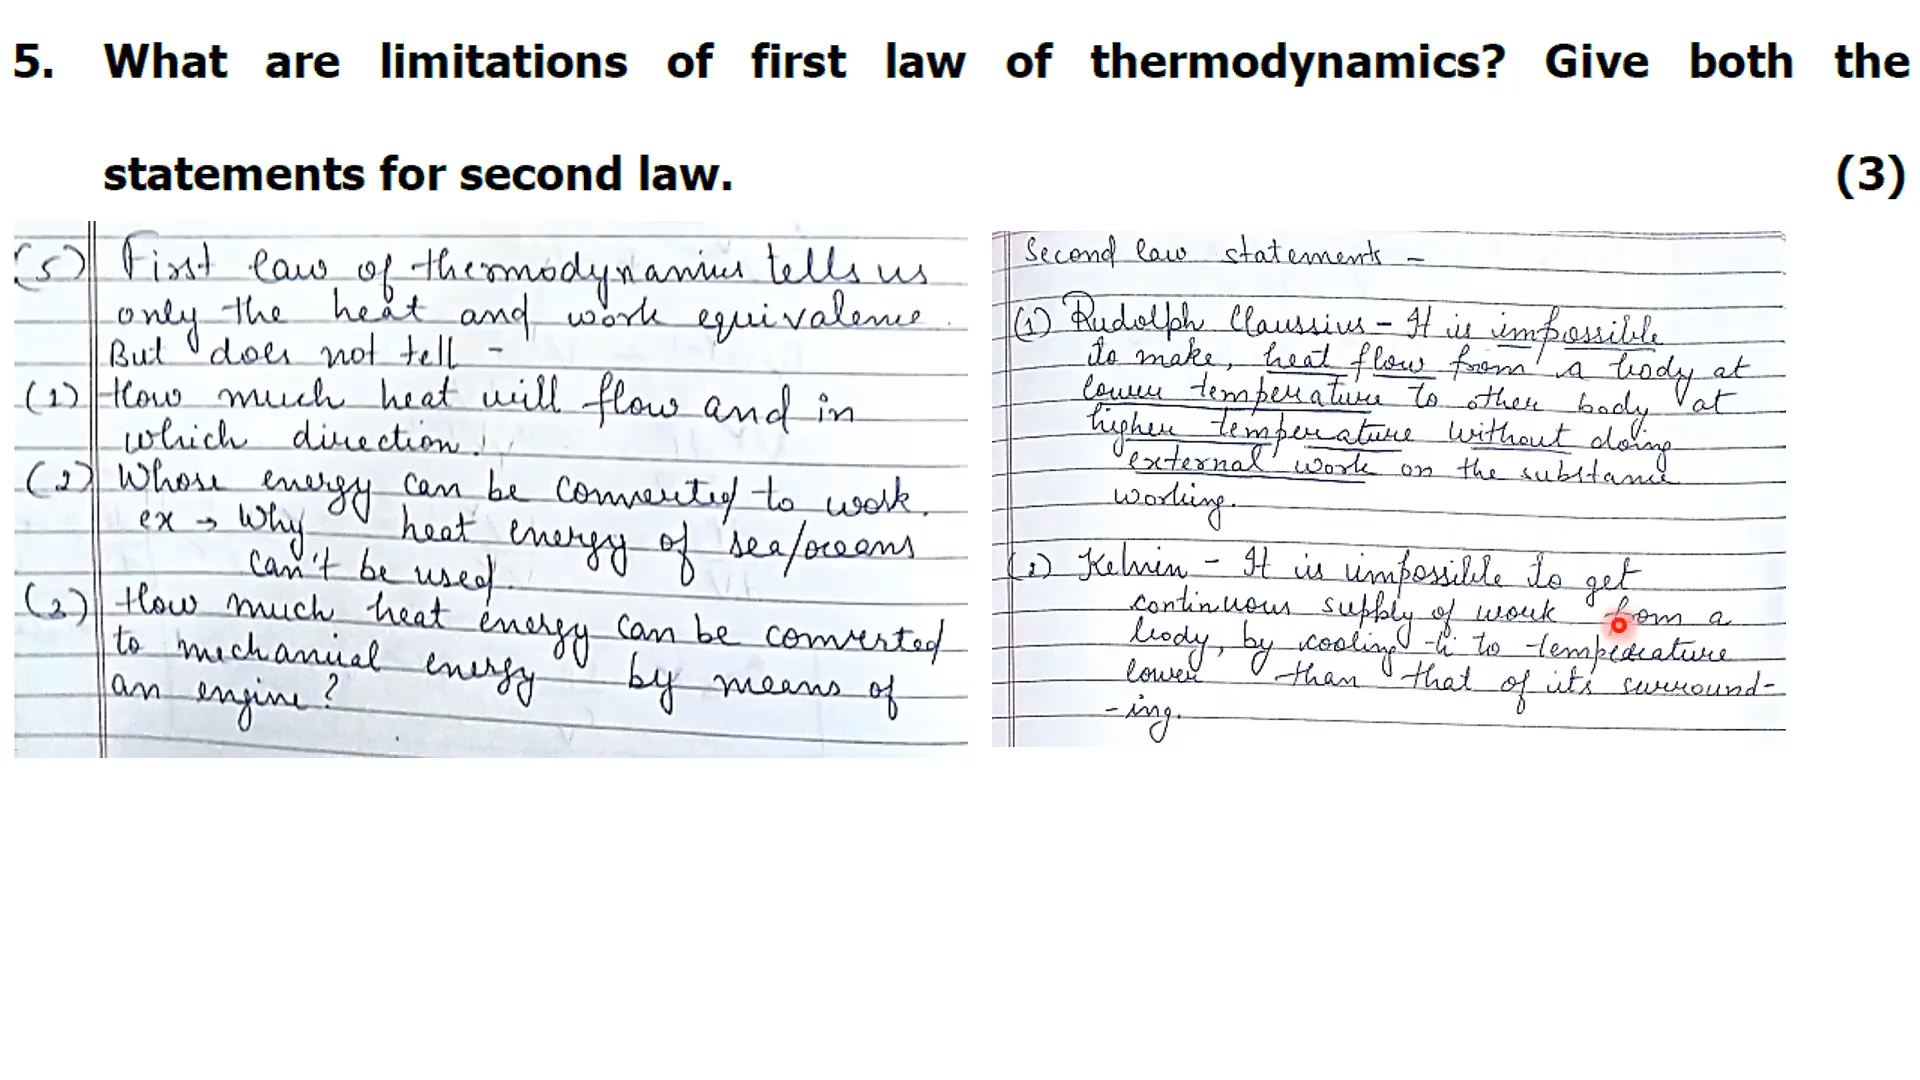 5. What are limitations of first law of thermodynamics? Give both the
statements for second law. (3)
(5) First law of thermodynamics tells us
only the heat and work equivalence.
But does not tell -
(1) How much heat will flow and in
which direction.
(2) Whose energy can be converted to work.
ex → Why heat energy of sea/oceans
can't be used.
(3) How much heat energy can be converted
to mechanical energy by means of
an engine?
Second law statements -
(1) Rudolph Claussius - It is impossible
to make, heat flow from a body at
lower temperature to other body at
higher temperature without doing
external work on the substance
working.
(2) Kelvin - It is impossible to get
continuous supply of work from a
body, by cooling it to temperature
lower than that of its surround-
-ing.